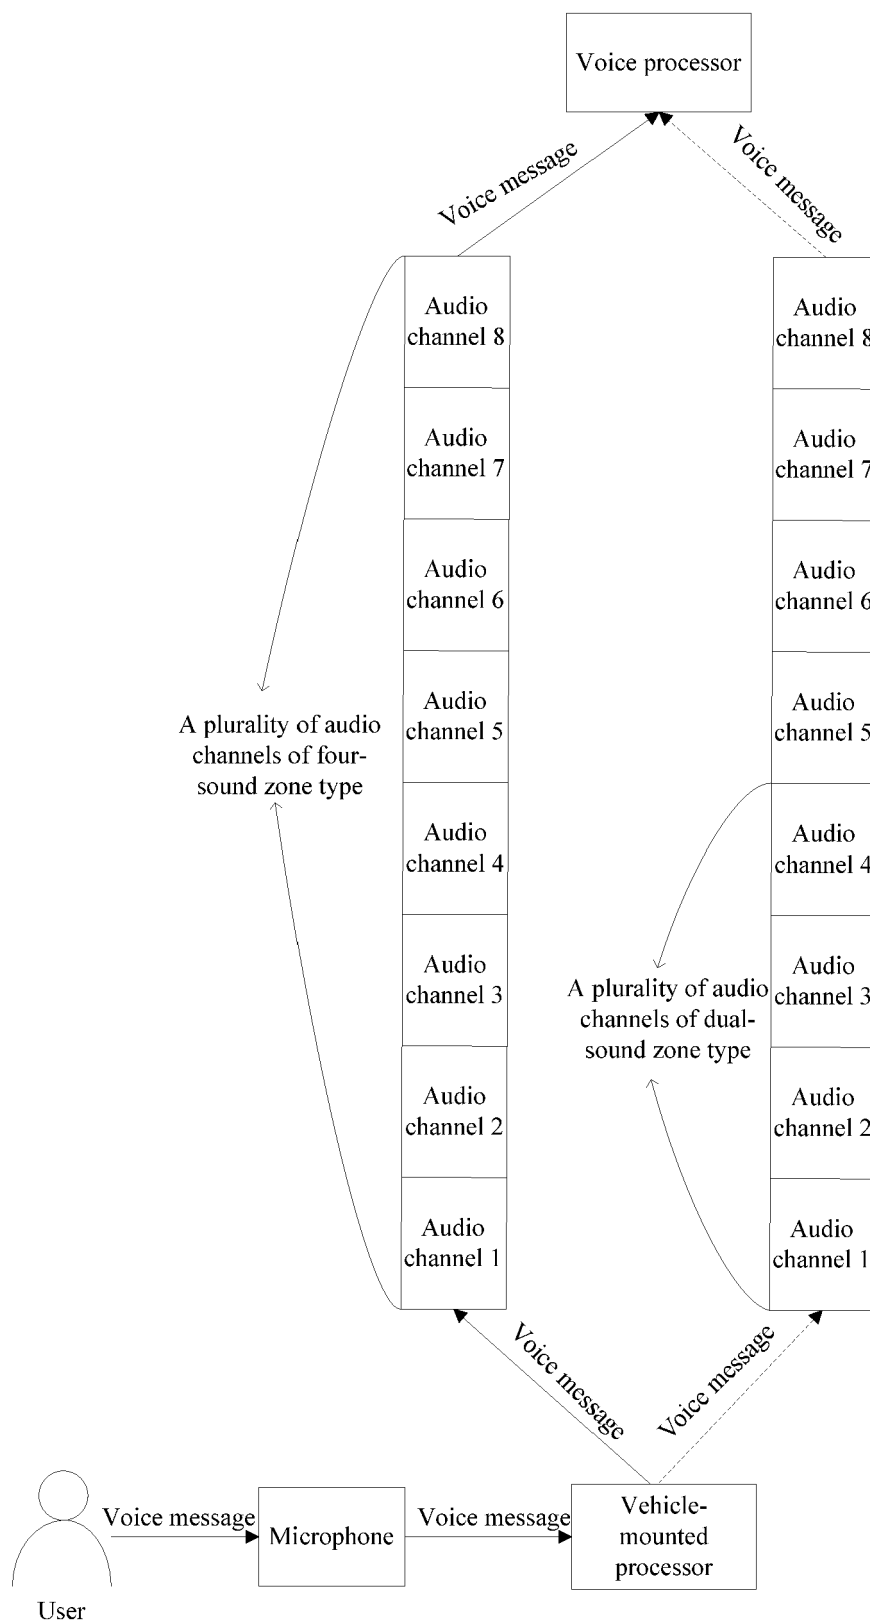 Voice processor
Voice message
Voice message
Audio
channel 8
Audio
channel 7
Audio
channel 6
Audio
channel 5
Audio
channel 4
Audio
channel 3
Audio
channel 2
Audio
channel 1
A plurality of audio
channels of four-
sound zone type
Audio
channel 8
Audio
channel 7
Audio
channel 6
Audio
channel 5
Audio
channel 4
Audio
channel 3
Audio
channel 2
Audio
channel 1
A plurality of audio
channels of dual-
sound zone type
Voice message
Voice message
Voice message
Microphone
Voice message
Vehicle-
mounted
processor
User